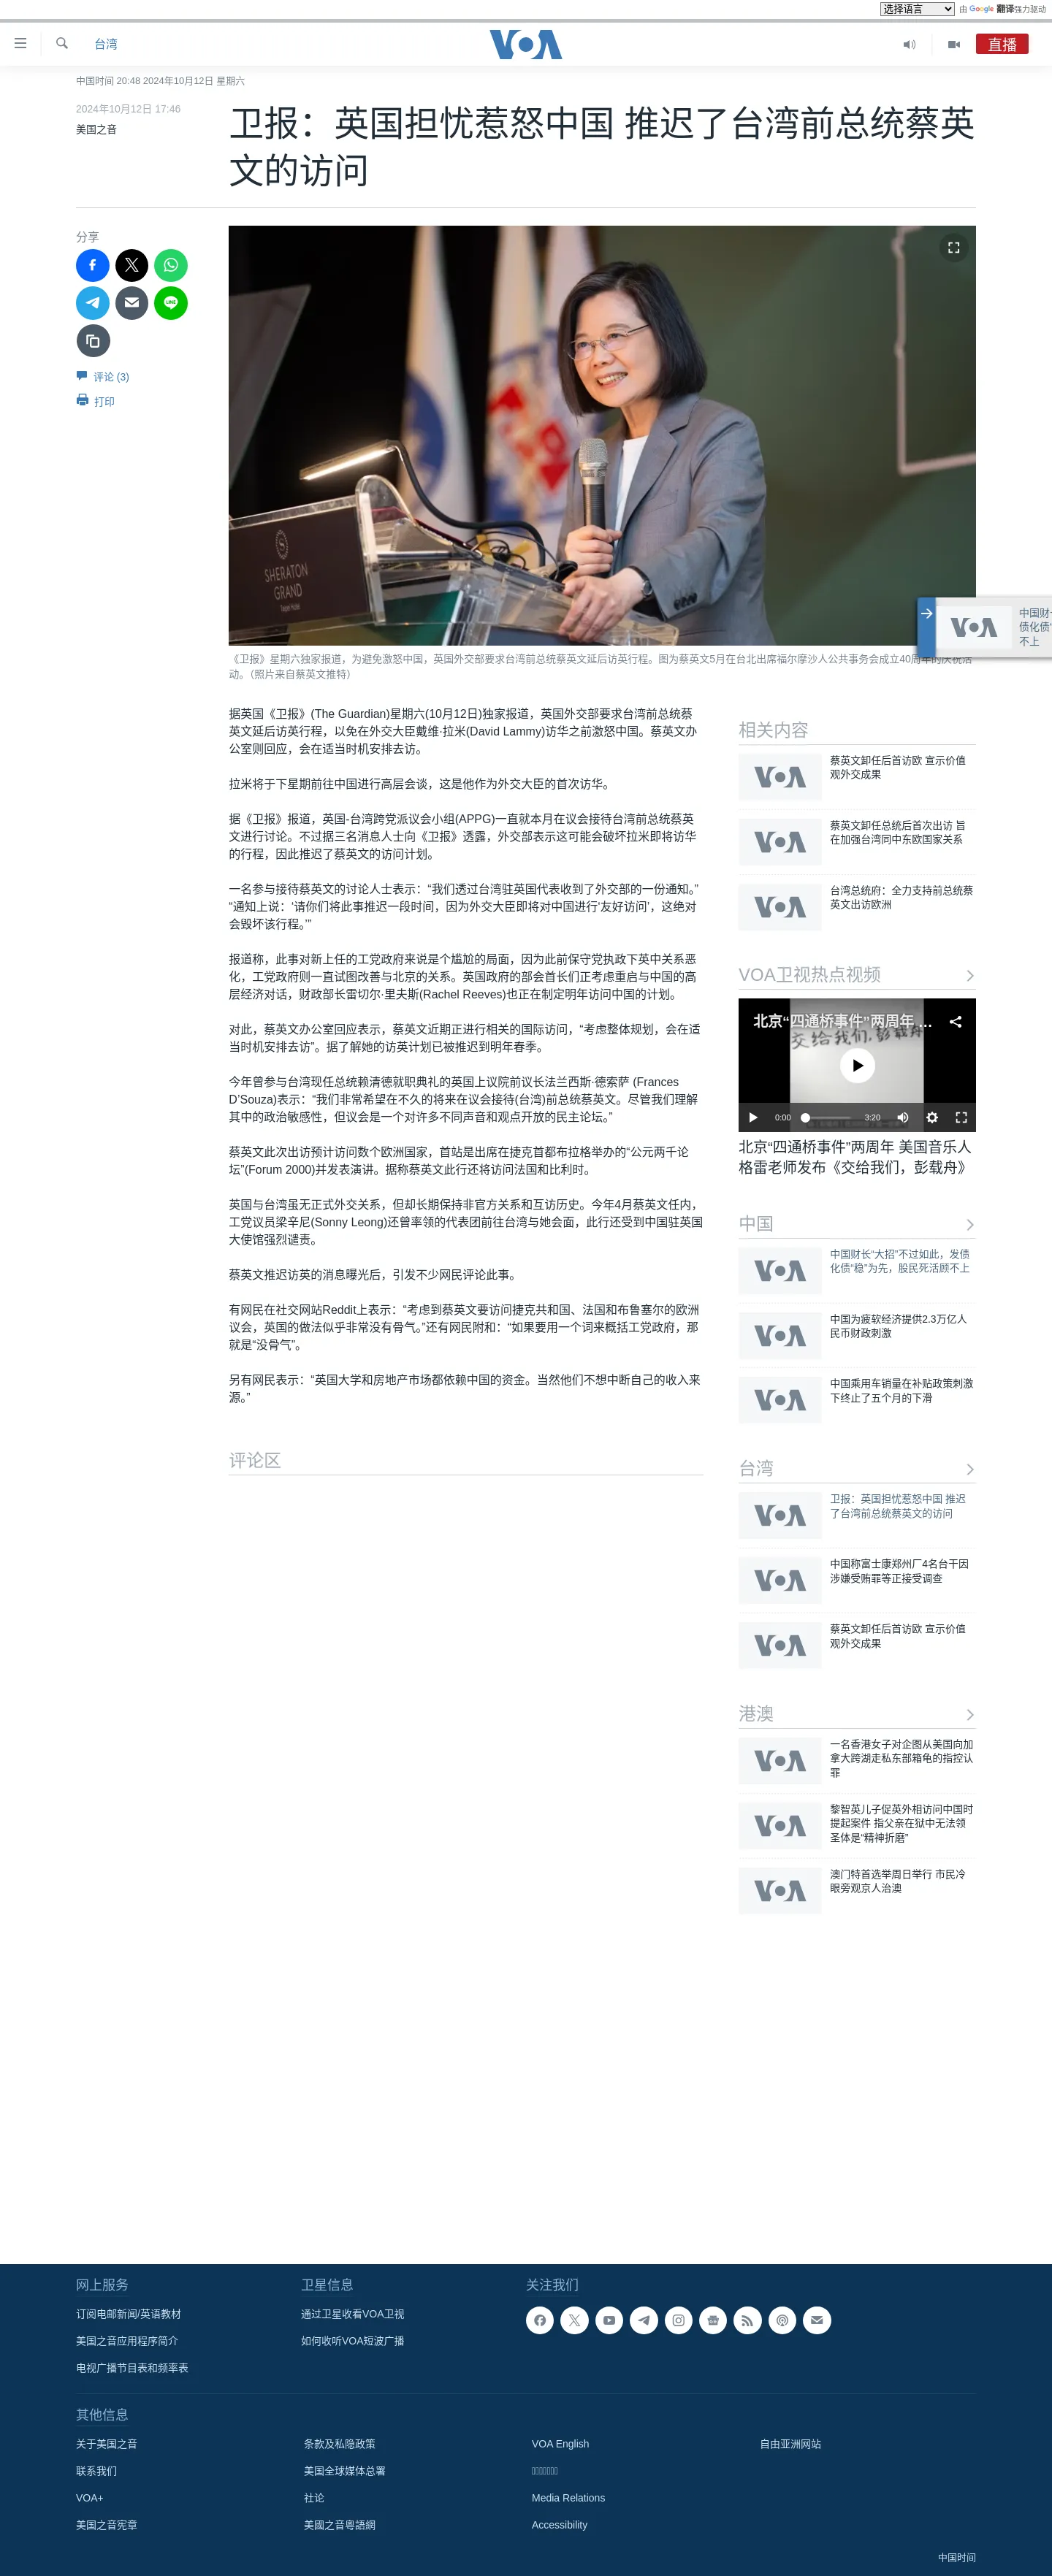 选择语言
由 Google 翻译強力驱动
台湾
VOA
直播
中国时间 20:48 2024年10月12日 星期六
2024年10月12日 17:46
美国之音
卫报：英国担忧惹怒中国 推迟了台湾前总统蔡英
文的访问
分享
LINE
评论 (3)
打印
SHERATON
GRAND
Taipei Hotel
《卫报》星期六独家报道，为避免激怒中国，英国外交部要求台湾前总统蔡英文延后访英行程。图为蔡英文5月在台北出席福尔摩沙人公共事务会成立40周年的庆祝活
动。（照片来自蔡英文推特）
VOA
中国财长
债化债“
不上
据英国《卫报》(The Guardian)星期六(10月12日)独家报道，英国外交部要求台湾前总统蔡
英文延后访英行程，以免在外交大臣戴维·拉米(David Lammy)访华之前激怒中国。蔡英文办
公室则回应，会在适当时机安排去访。
拉米将于下星期前往中国进行高层会谈，这是他作为外交大臣的首次访华。
据《卫报》报道，英国-台湾跨党派议会小组(APPG)一直就本月在议会接待台湾前总统蔡英
文进行讨论。不过据三名消息人士向《卫报》透露，外交部表示这可能会破坏拉米即将访华
的行程，因此推迟了蔡英文的访问计划。
一名参与接待蔡英文的讨论人士表示：“我们透过台湾驻英国代表收到了外交部的一份通知。”
“通知上说：‘请你们将此事推迟一段时间，因为外交大臣即将对中国进行‘友好访问’，这绝对
会毁坏该行程。’”
报道称，此事对新上任的工党政府来说是个尴尬的局面，因为此前保守党执政下英中关系恶
化，工党政府则一直试图改善与北京的关系。英国政府的部会首长们正考虑重启与中国的高
层经济对话，财政部长雷切尔·里夫斯(Rachel Reeves)也正在制定明年访问中国的计划。
对此，蔡英文办公室回应表示，蔡英文近期正进行相关的国际访问，“考虑整体规划，会在适
当时机安排去访”。据了解她的访英计划已被推迟到明年春季。
今年曾参与台湾现任总统赖清德就职典礼的英国上议院前议长法兰西斯·德索萨 (Frances
D’Souza)表示：“我们非常希望在不久的将来在议会接待(台湾)前总统蔡英文。尽管我们理解
其中的政治敏感性，但议会是一个对许多不同声音和观点开放的民主论坛。”
蔡英文此次出访预计访问数个欧洲国家，首站是出席在捷克首都布拉格举办的“公元两千论
坛”(Forum 2000)并发表演讲。据称蔡英文此行还将访问法国和比利时。
英国与台湾虽无正式外交关系，但却长期保持非官方关系和互访历史。今年4月蔡英文任内，
工党议员梁辛尼(Sonny Leong)还曾率领的代表团前往台湾与她会面，此行还受到中国驻英国
大使馆强烈谴责。
蔡英文推迟访英的消息曝光后，引发不少网民评论此事。
有网民在社交网站Reddit上表示：“考虑到蔡英文要访问捷克共和国、法国和布鲁塞尔的欧洲
议会，英国的做法似乎非常没有骨气。”还有网民附和：“如果要用一个词来概括工党政府，那
就是“没骨气”。
另有网民表示：“英国大学和房地产市场都依赖中国的资金。当然他们不想中断自己的收入来
源。”
评论区
相关内容
VOA
蔡英文卸任后首访欧 宣示价值
观外交成果
VOA
蔡英文卸任总统后首次出访 旨
在加强台湾同中东欧国家关系
VOA
台湾总统府：全力支持前总统蔡
英文出访欧洲
VOA卫视热点视频
北京“四通桥事件”两周年 ...
交给我们,彭载舟
0:00
3:20
北京“四通桥事件”两周年 美国音乐人
格雷老师发布《交给我们，彭载舟》
中国
VOA
中国财长“大招”不过如此，发债
化债“稳”为先，股民死活顾不上
VOA
中国为疲软经济提供2.3万亿人
民币财政刺激
VOA
中国乘用车销量在补贴政策刺激
下终止了五个月的下滑
台湾
VOA
卫报：英国担忧惹怒中国 推迟
了台湾前总统蔡英文的访问
VOA
中国称富士康郑州厂4名台干因
涉嫌受贿罪等正接受调查
VOA
蔡英文卸任后首访欧 宣示价值
观外交成果
港澳
VOA
一名香港女子对企图从美国向加
拿大跨湖走私东部箱龟的指控认
罪
VOA
黎智英儿子促英外相访问中国时
提起案件 指父亲在狱中无法领
圣体是“精神折磨”
VOA
澳门特首选举周日举行 市民冷
眼旁观京人治澳
网上服务
订阅电邮新闻/英语教材
美国之音应用程序简介
电视广播节目表和频率表
卫星信息
通过卫星收看VOA卫视
如何收听VOA短波广播
关注我们
其他信息
关于美国之音
联系我们
VOA+
美国之音宪章
条款及私隐政策
美国全球媒体总署
社论
美國之音粵語網
VOA English
Media Relations
Accessibility
自由亚洲网站
中国时间